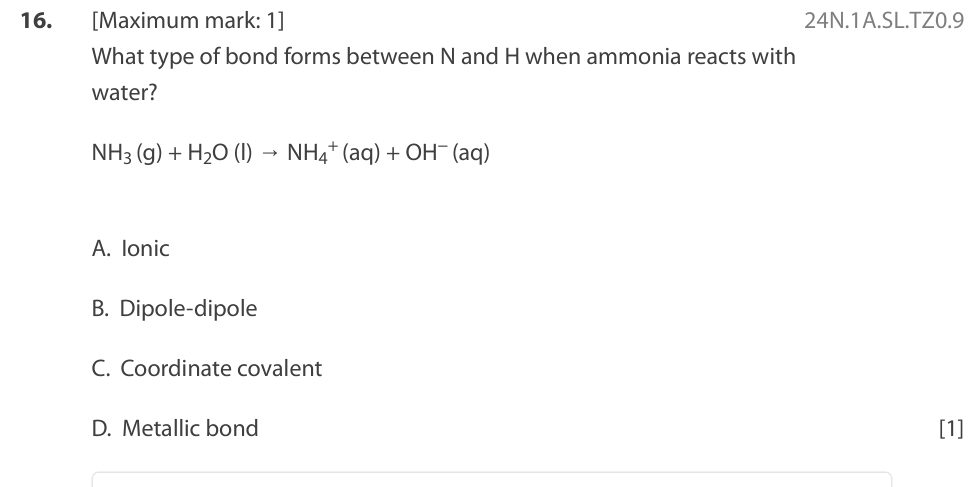 16. [Maximum mark: 1] 24N.1A.SL.TZ0.9
What type of bond forms between N and H when ammonia reacts with
water?
NH₃ (g) + H₂O (l) → NH₄⁺ (aq) + OH⁻ (aq)
A. Ionic
B. Dipole-dipole
C. Coordinate covalent
D. Metallic bond [1]